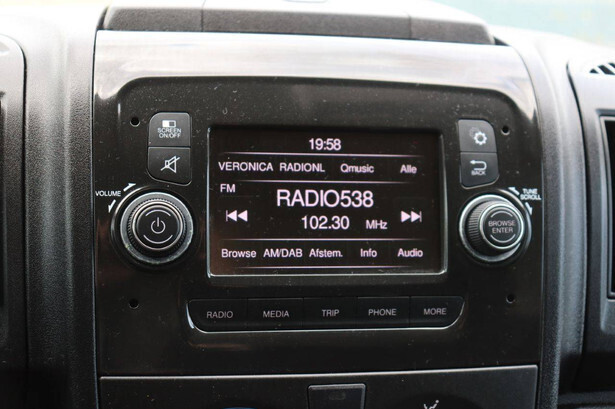 19:58
SCREEN
ON/OFF
VERONICA RADIONL Qmusic Alle
BACK
FM
VOLUME
TUNE
SCROLL
RADIO538
102.30 MHz
BROWSE
ENTER
Browse AM/DAB Afstem. Info Audio
RADIO MEDIA TRIP PHONE MORE